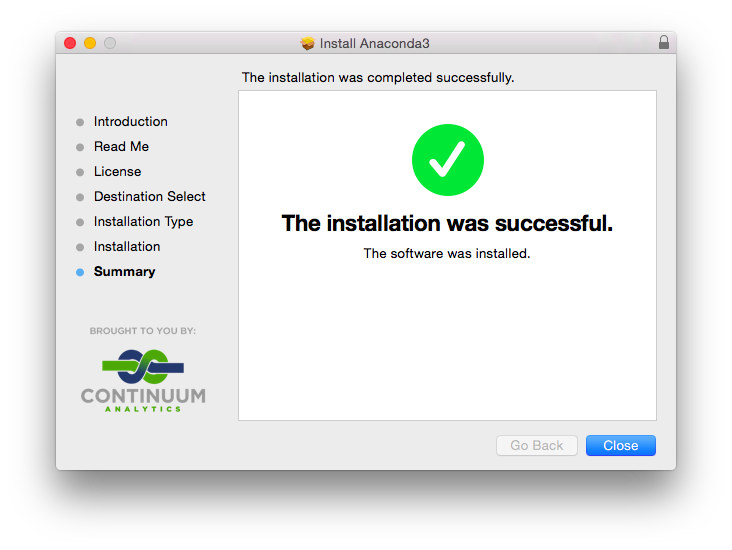 Install Anaconda3
The installation was completed successfully.
Introduction
Read Me
License
Destination Select
Installation Type
Installation
Summary
BROUGHT TO YOU BY:
CONTINUUM
ANALYTICS
The installation was successful.
The software was installed.
Go Back
Close